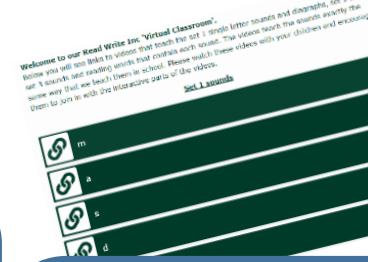 Welcome to our Read Write Inc 'Virtual Classroom'.
Below you will see links to videos that teach the set 1 single letter sounds and diagraphs, set
set 3 sounds and reading words that contain each sound. The videos teach the sounds exactly the
same way that we teach them in school. Please watch these videos with your children and encourag
them to join in with the interactive parts of the videos.
Set 1 sounds
m
a
s
d